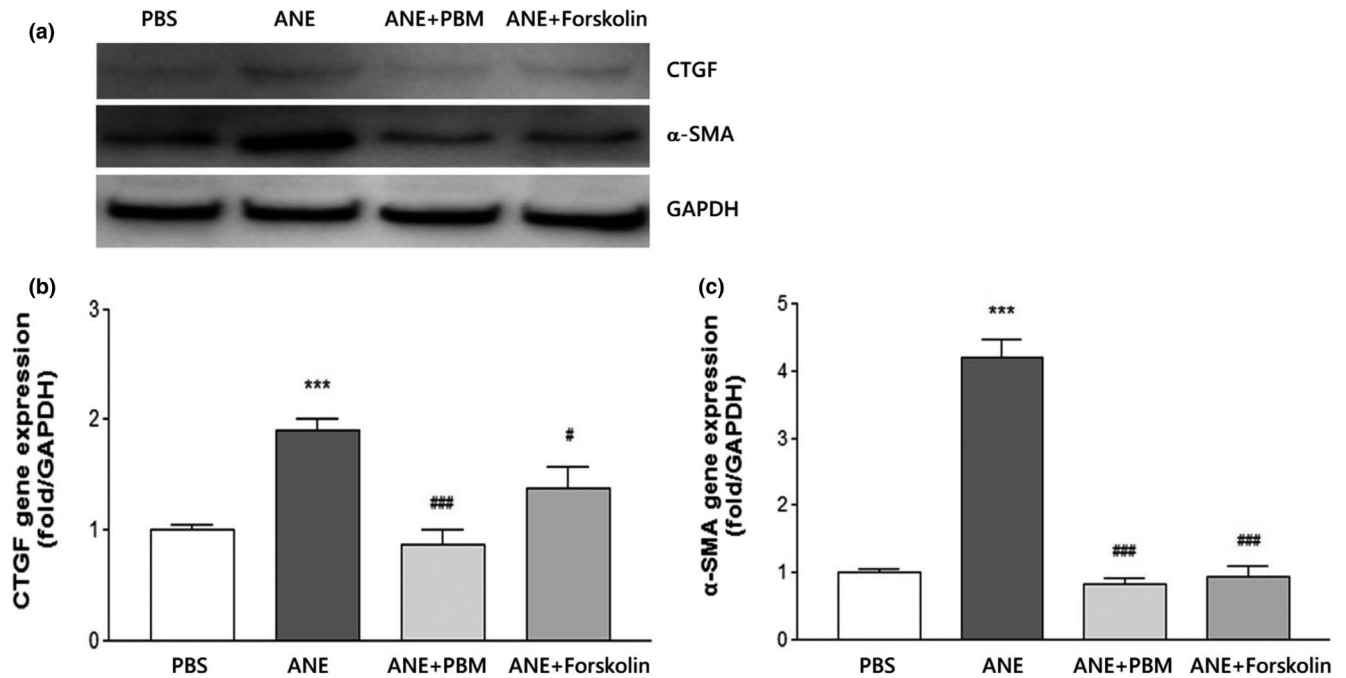 PBS ANE ANE+PBM ANE+Forskolin
(a)
CTGF
α-SMA
GAPDH
(b)
CTGF gene expression
(fold/GAPDH)
3
2
1
0
***
###
#
PBS ANE ANE+PBM ANE+Forskolin
(c)
α-SMA gene expression
(fold/GAPDH)
5
4
3
2
1
0
***
###
###
PBS ANE ANE+PBM ANE+Forskolin